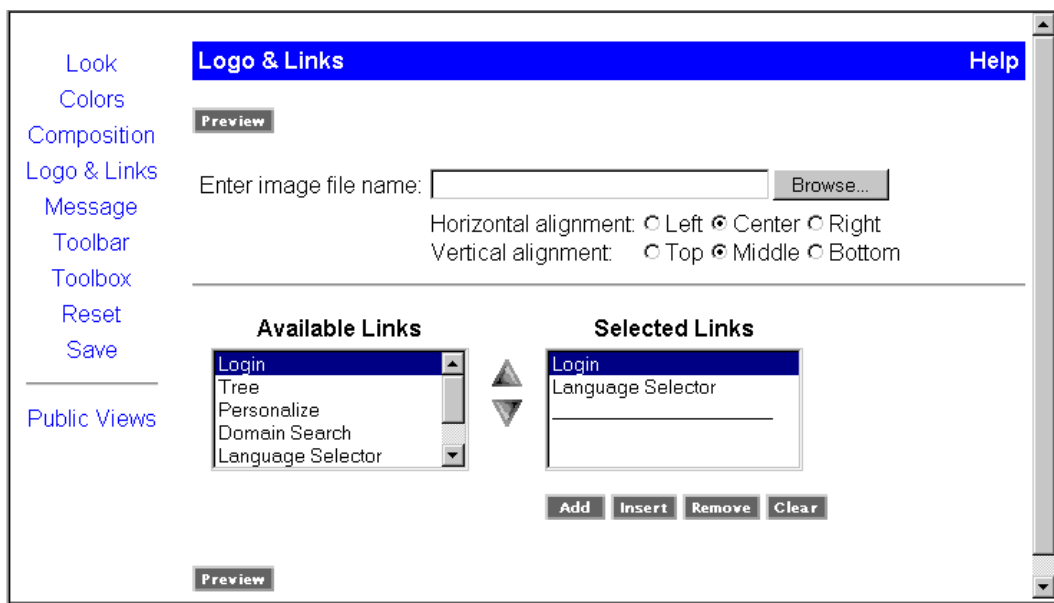 Look
Colors
Composition
Logo & Links
Message
Toolbar
Toolbox
Reset
Save
Public Views
Logo & Links Help
Preview
Enter image file name: Browse...
Horizontal alignment: Left Center Right
Vertical alignment: Top Middle Bottom
Available Links
Login
Tree
Personalize
Domain Search
Language Selector
Selected Links
Login
Language Selector
Add Insert Remove Clear
Preview